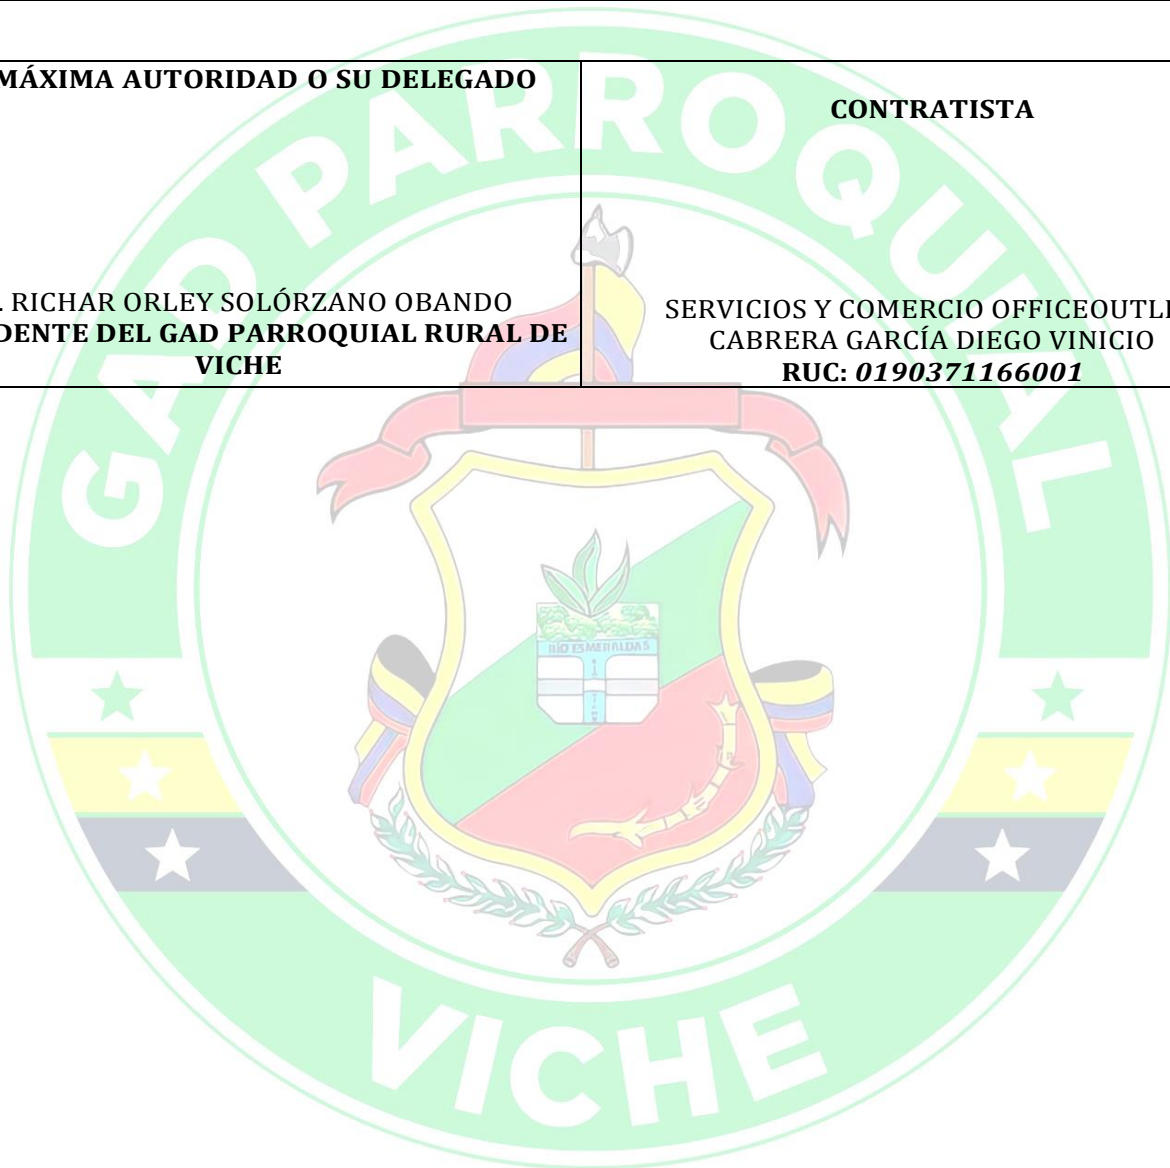 MÁXIMA AUTORIDAD O SU DELEGADO
. RICHAR ORLEY SOLÓRZANO OBANDO
DENTE DEL GAD PARROQUIAL RURAL DE
VICHE
CONTRATISTA
SERVICIOS Y COMERCIO OFFICEOUTL
CABRERA GARCÍA DIEGO VINICIO
RUC: 0190371166001
GAD PARROQUIAL
RÍO ESMERALDAS
VICHE